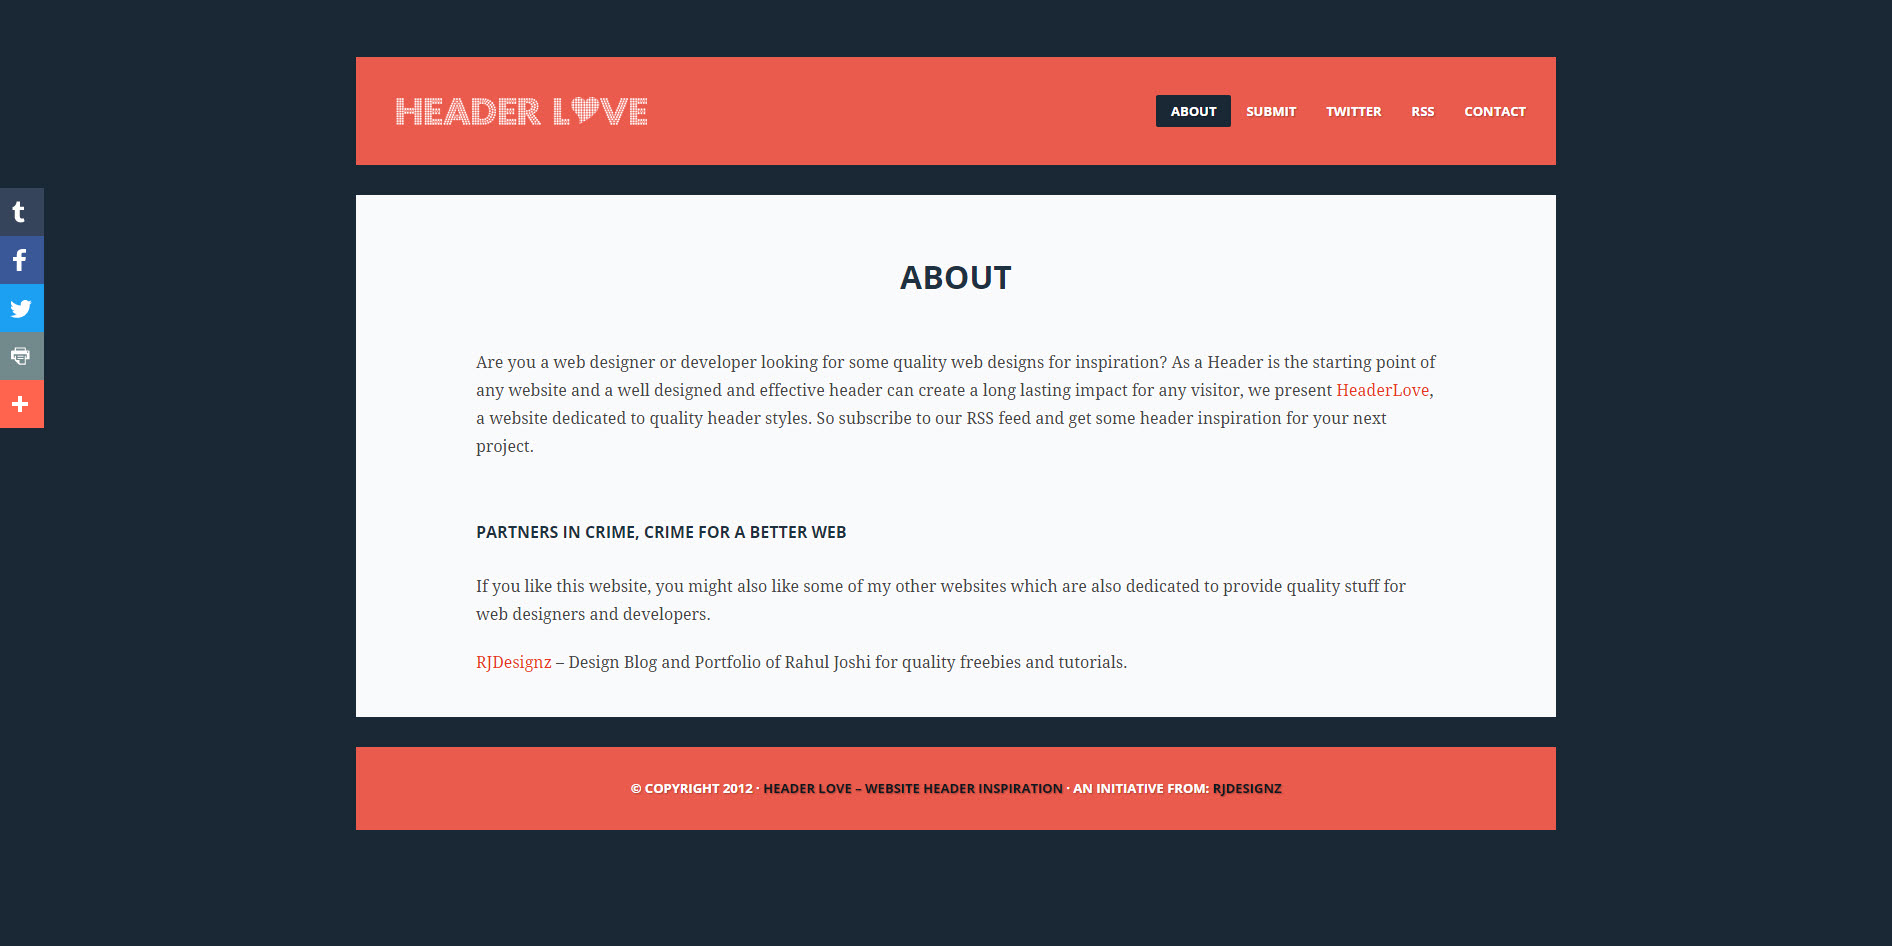 HEADER LOVE
ABOUT SUBMIT TWITTER RSS CONTACT
ABOUT
Are you a web designer or developer looking for some quality web designs for inspiration? As a Header is the starting point of
any website and a well designed and effective header can create a long lasting impact for any visitor, we present HeaderLove,
a website dedicated to quality header styles. So subscribe to our RSS feed and get some header inspiration for your next
project.
PARTNERS IN CRIME, CRIME FOR A BETTER WEB
If you like this website, you might also like some of my other websites which are also dedicated to provide quality stuff for
web designers and developers.
RJDesignz – Design Blog and Portfolio of Rahul Joshi for quality freebies and tutorials.
© COPYRIGHT 2012 · HEADER LOVE – WEBSITE HEADER INSPIRATION · AN INITIATIVE FROM: RJDESIGNZ